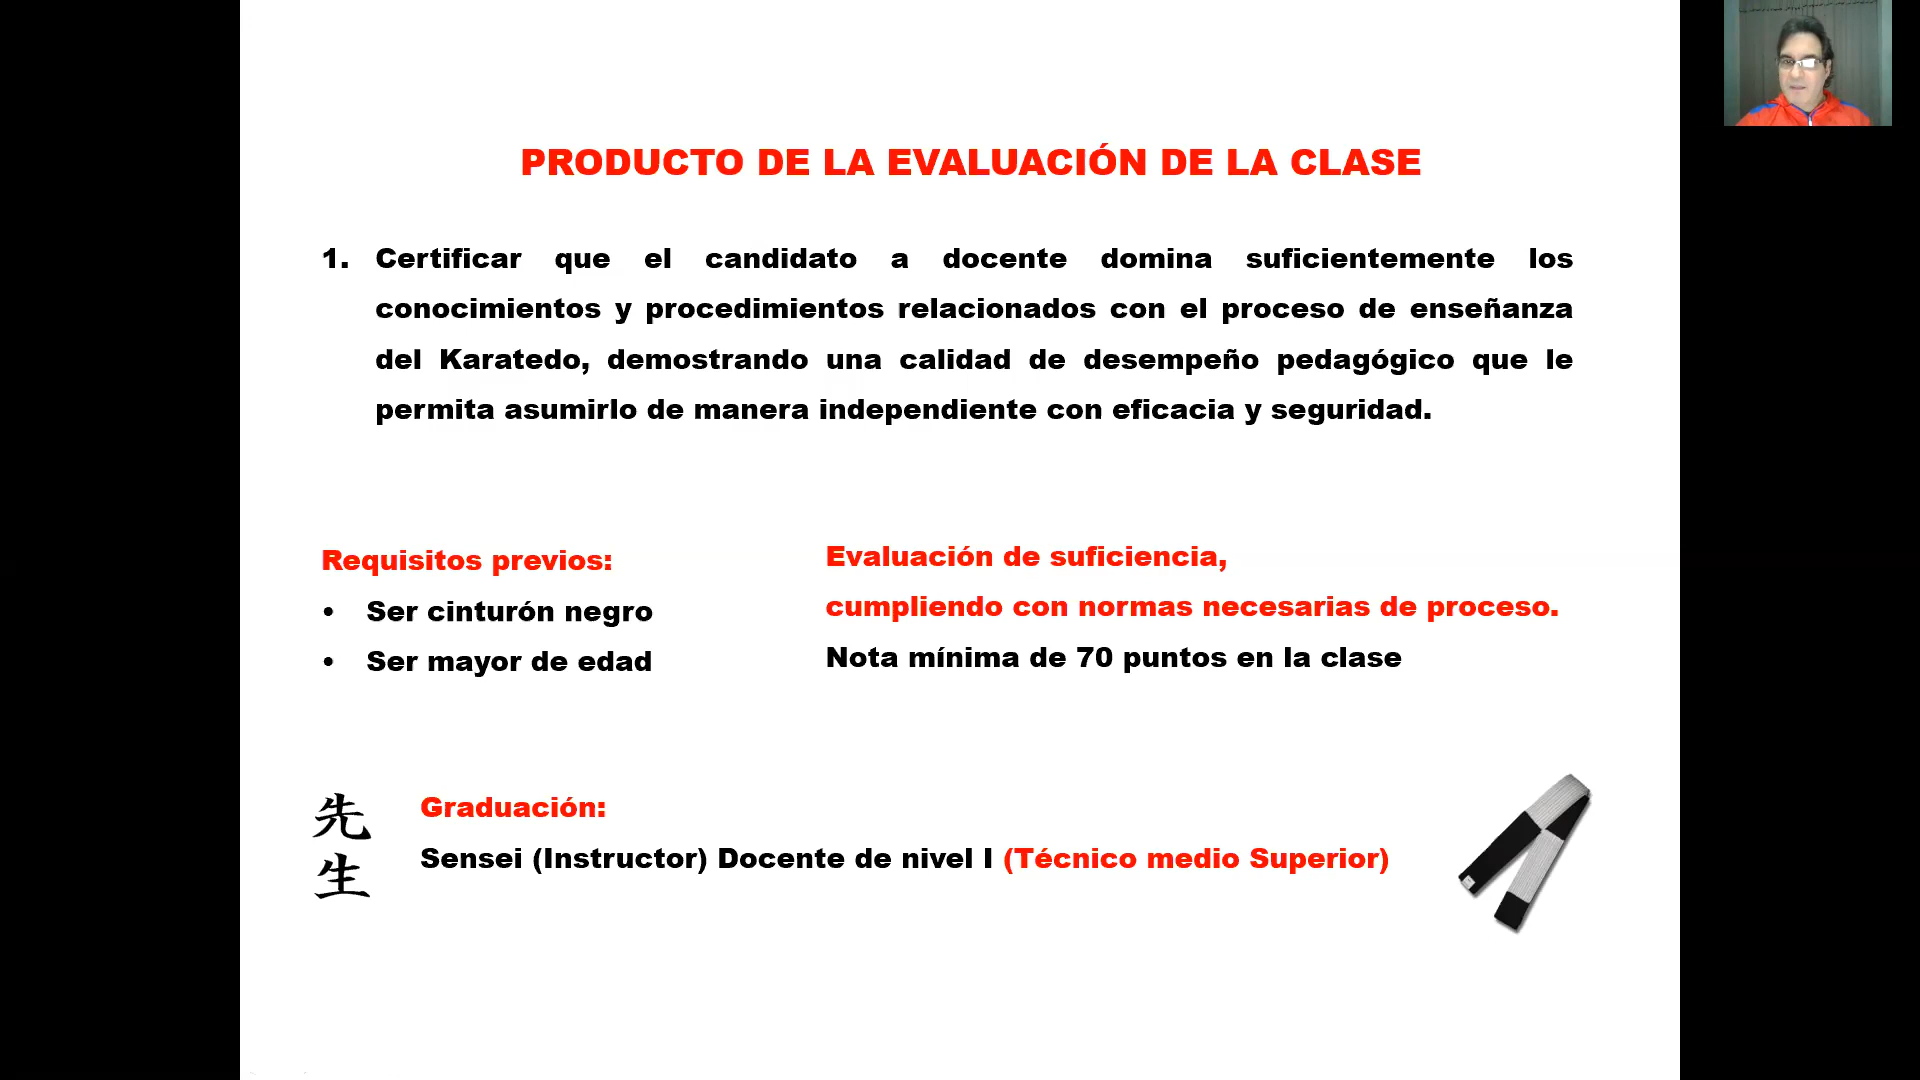 PRODUCTO DE LA EVALUACIÓN DE LA CLASE
1. Certificar que el candidato a docente domina suficientemente los
conocimientos y procedimientos relacionados con el proceso de enseñanza
del Karatedo, demostrando una calidad de desempeño pedagógico que le
permita asumirlo de manera independiente con eficacia y seguridad.
Requisitos previos:
• Ser cinturón negro
• Ser mayor de edad
Evaluación de suficiencia,
cumpliendo con normas necesarias de proceso.
Nota mínima de 70 puntos en la clase
先生
Graduación:
Sensei (Instructor) Docente de nivel I (Técnico medio Superior)